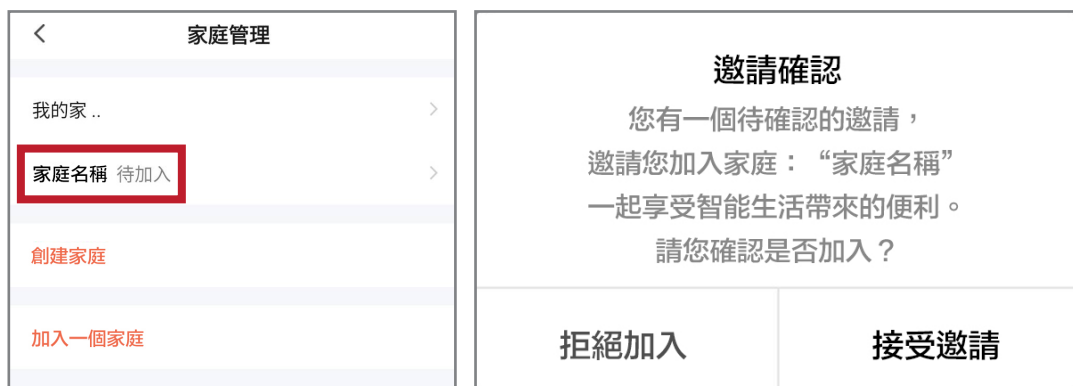 家庭管理
我的家 ..
家庭名稱 待加入
創建家庭
加入一個家庭
邀請確認
您有一個待確認的邀請，
邀請您加入家庭：“家庭名稱”
一起享受智能生活帶來的便利。
請您確認是否加入？
拒絕加入
接受邀請